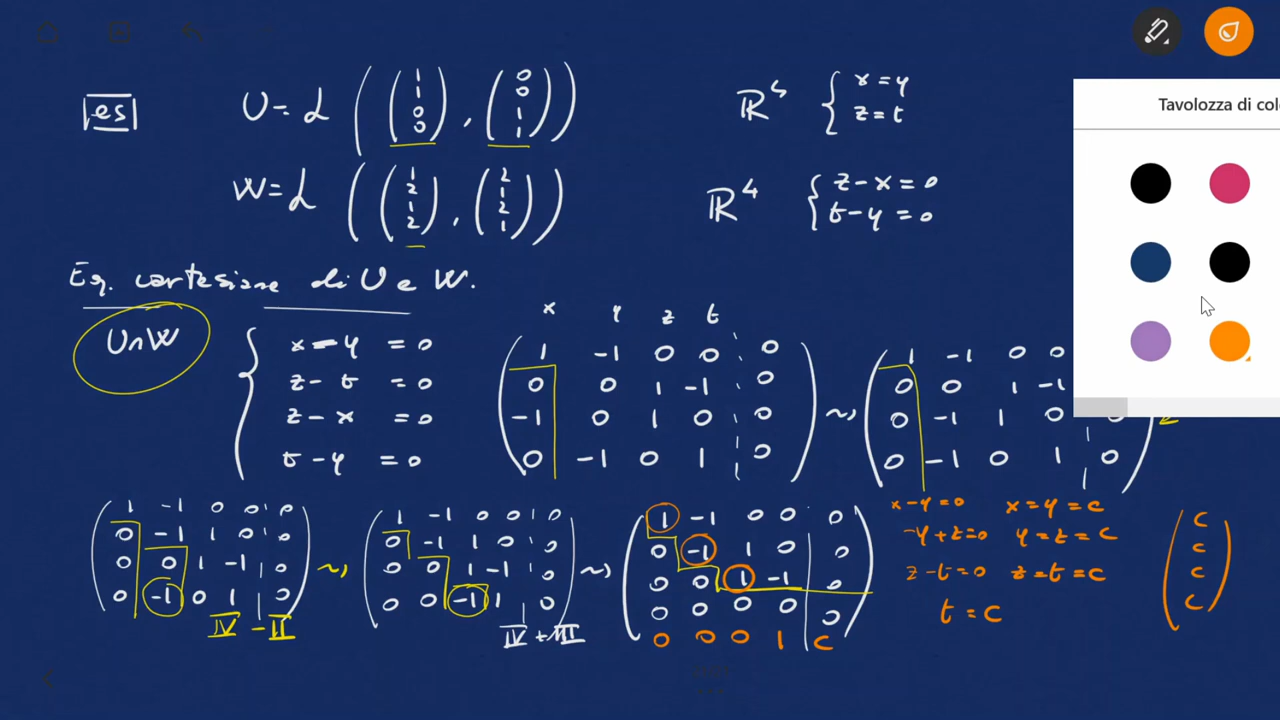 es U = L ( (1 1 0 0) , (0 0 1 1) ) ℝ⁴ { x = y
z = t
W = L ( (1 2 1 2) , (2 1 2 1) ) ℝ⁴ { z - x = 0
t - y = 0
Eq. cartesiane di U e W.
U∩W { x - y = 0
z - t = 0
z - x = 0
t - y = 0
x y z t
1 -1 0 0 0
0 0 1 -1 0
-1 0 1 0 0
0 -1 0 1 0
~
1 -1 0 0
0 0 1 -1
0 -1 1 0
0 -1 0 1 0
1 -1 0 0 0
0 -1 1 0 0
0 0 1 -1 0
0 -1 0 1 0
IV - II
~
1 -1 0 0 0
0 -1 1 0 0
0 0 1 -1 0
0 0 -1 1 0
IV + III
~
1 -1 0 0 0
0 -1 1 0 0
0 0 1 -1 0
0 0 0 0 0
0 0 0 1 c
x - y = 0 x = y = c
-y + z = 0 y = z = c
z - t = 0 z = t = c
t = c
c
c
c
c
Tavolozza di col